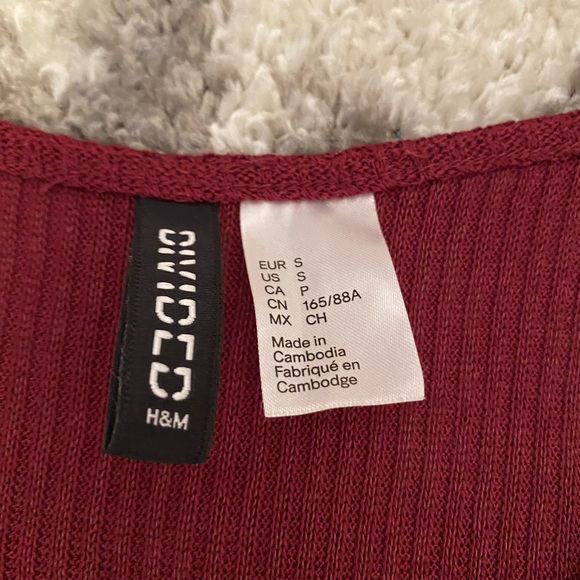 DIVIDED
H&M
EUR S
US S
CA P
CN 165/88A
MX CH
Made in
Cambodia
Fabriqué en
Cambodge